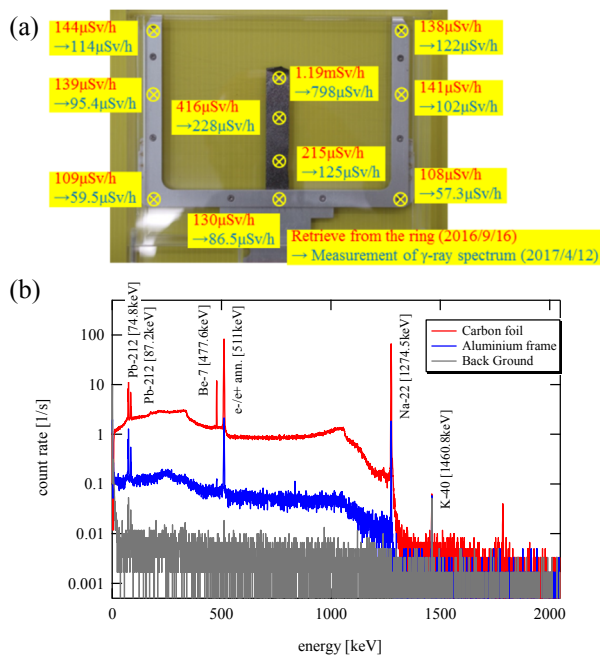 (a)
144μSv/h
→114μSv/h
138μSv/h
→122μSv/h
139μSv/h
→95.4μSv/h
1.19mSv/h
→798μSv/h
141μSv/h
→102μSv/h
416μSv/h
→228μSv/h
215μSv/h
→125μSv/h
109μSv/h
→59.5μSv/h
108μSv/h
→57.3μSv/h
130μSv/h
→86.5μSv/h
Retrieve from the ring (2016/9/16)
→ Measurement of γ-ray spectrum (2017/4/12)
(b)
Pb-212 [74.8keV]
Pb-212 [87.2keV]
Be-7 [477.6keV]
e-/e+ ann. [511keV]
Na-22 [1274.5keV]
K-40 [1460.8keV]
Carbon foil
Aluminium frame
Back Ground
count rate [1/s]
100
10
1
0.1
0.01
0.001
0
500
1000
1500
2000
energy [keV]